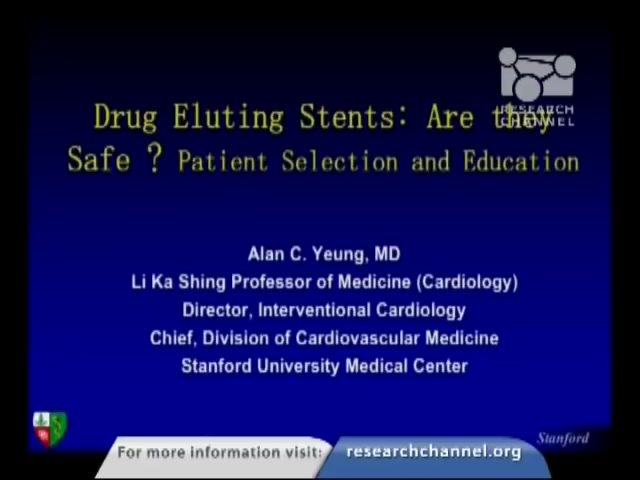 RESEARCH
CHANNEL
Drug Eluting Stents: Are they
Safe ? Patient Selection and Education
Alan C. Yeung, MD
Li Ka Shing Professor of Medicine (Cardiology)
Director, Interventional Cardiology
Chief, Division of Cardiovascular Medicine
Stanford University Medical Center
Stanford
For more information visit: researchchannel.org